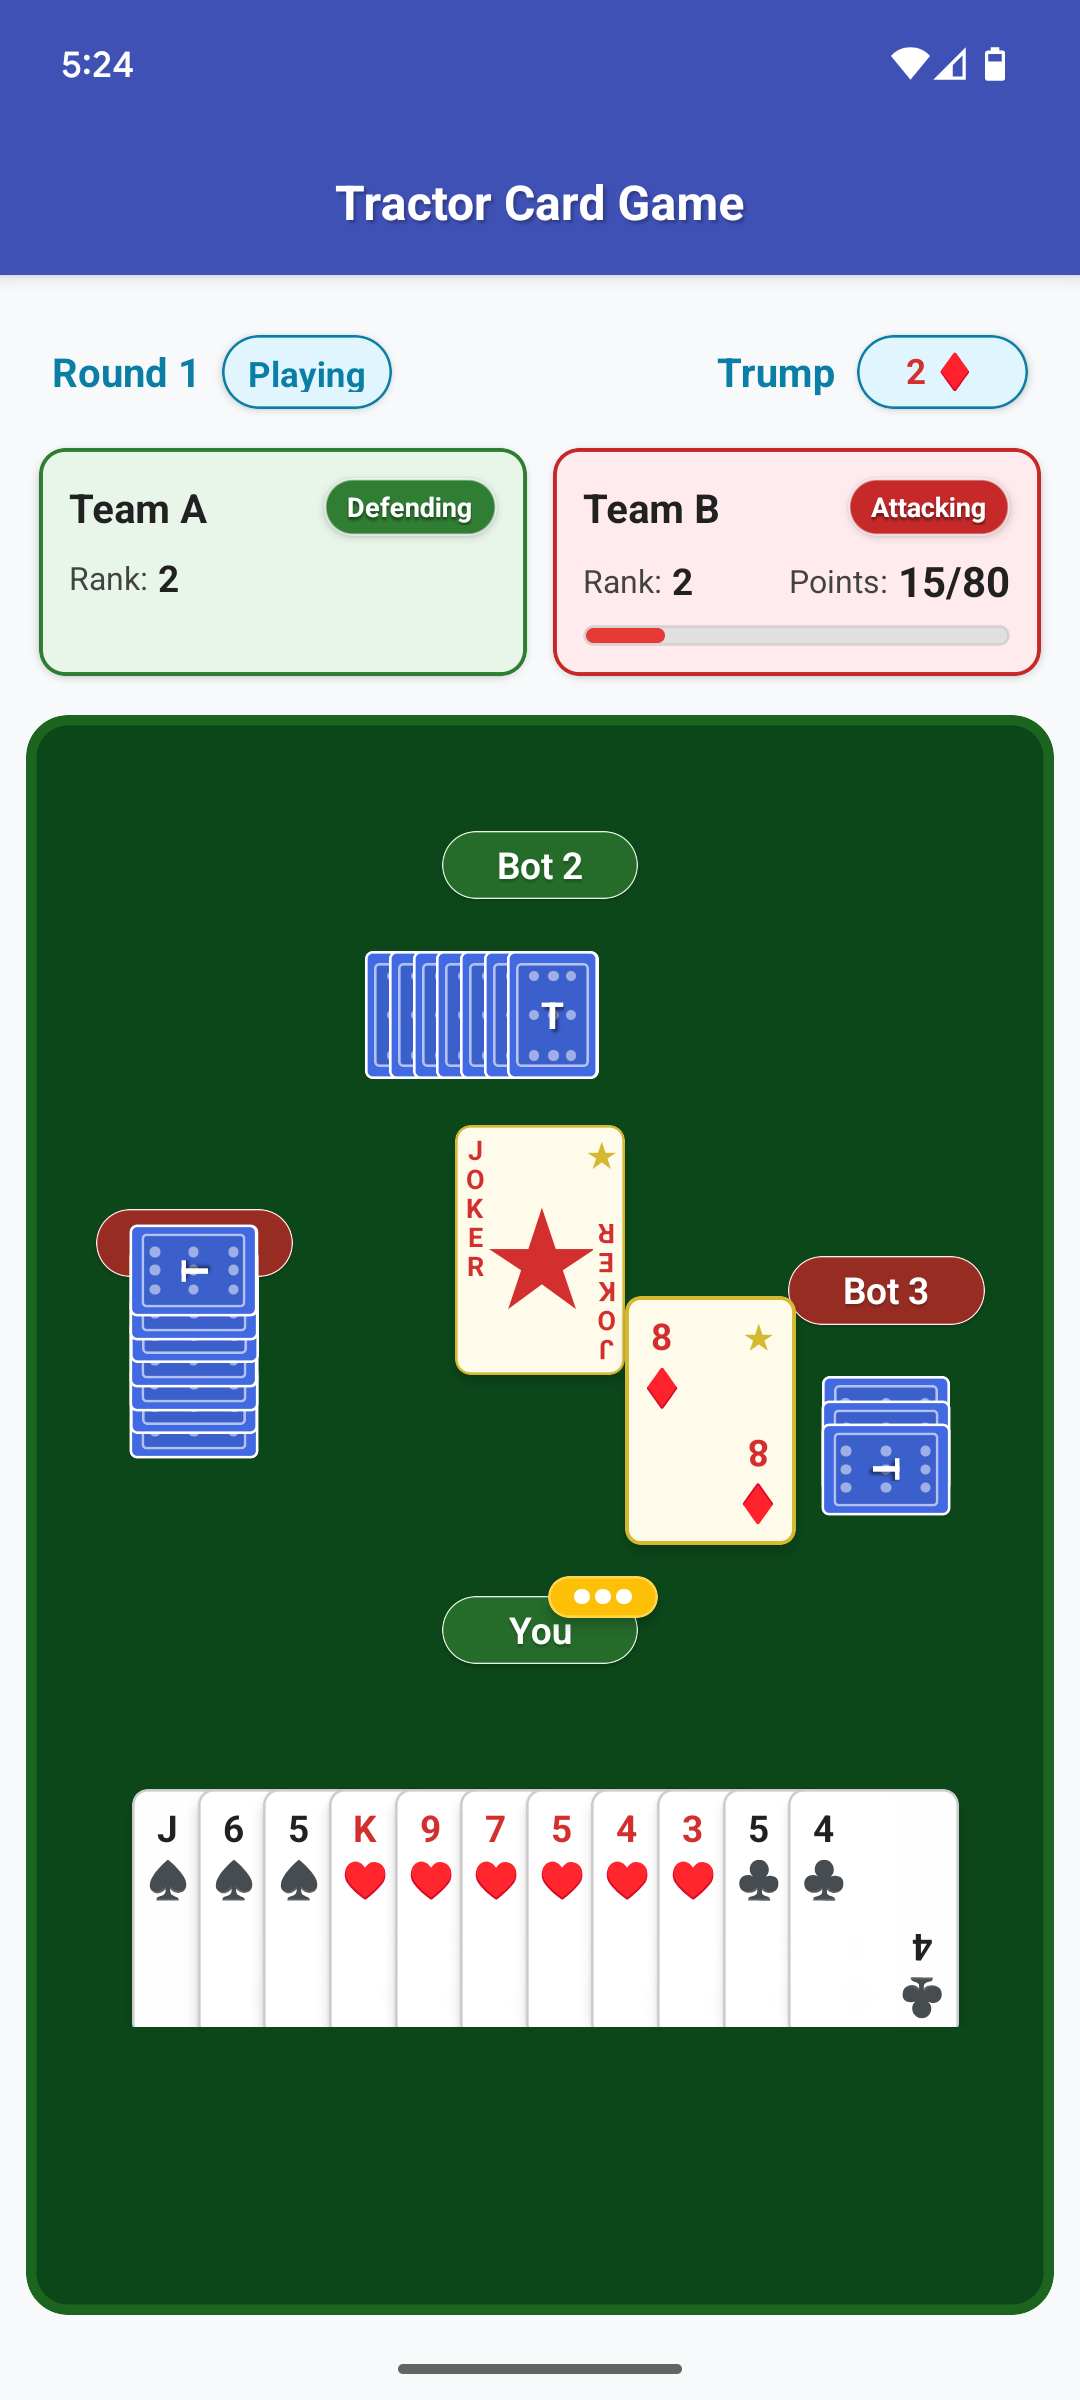 5:24
Tractor Card Game
Round 1 Playing
Trump 2♦
Team A Defending
Rank: 2
Team B Attacking
Rank: 2 Points: 15/80
Bot 2
T
JOKER
JOKER
T
Bot 3
8
8
T
You
J 6 5 K 9 7 5 4 3 5 4
4